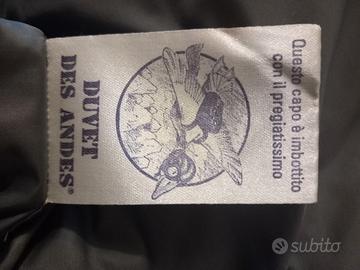 Questo capo è imbottito
con il pregiatissimo
DUVET
DES ANDES®
subito